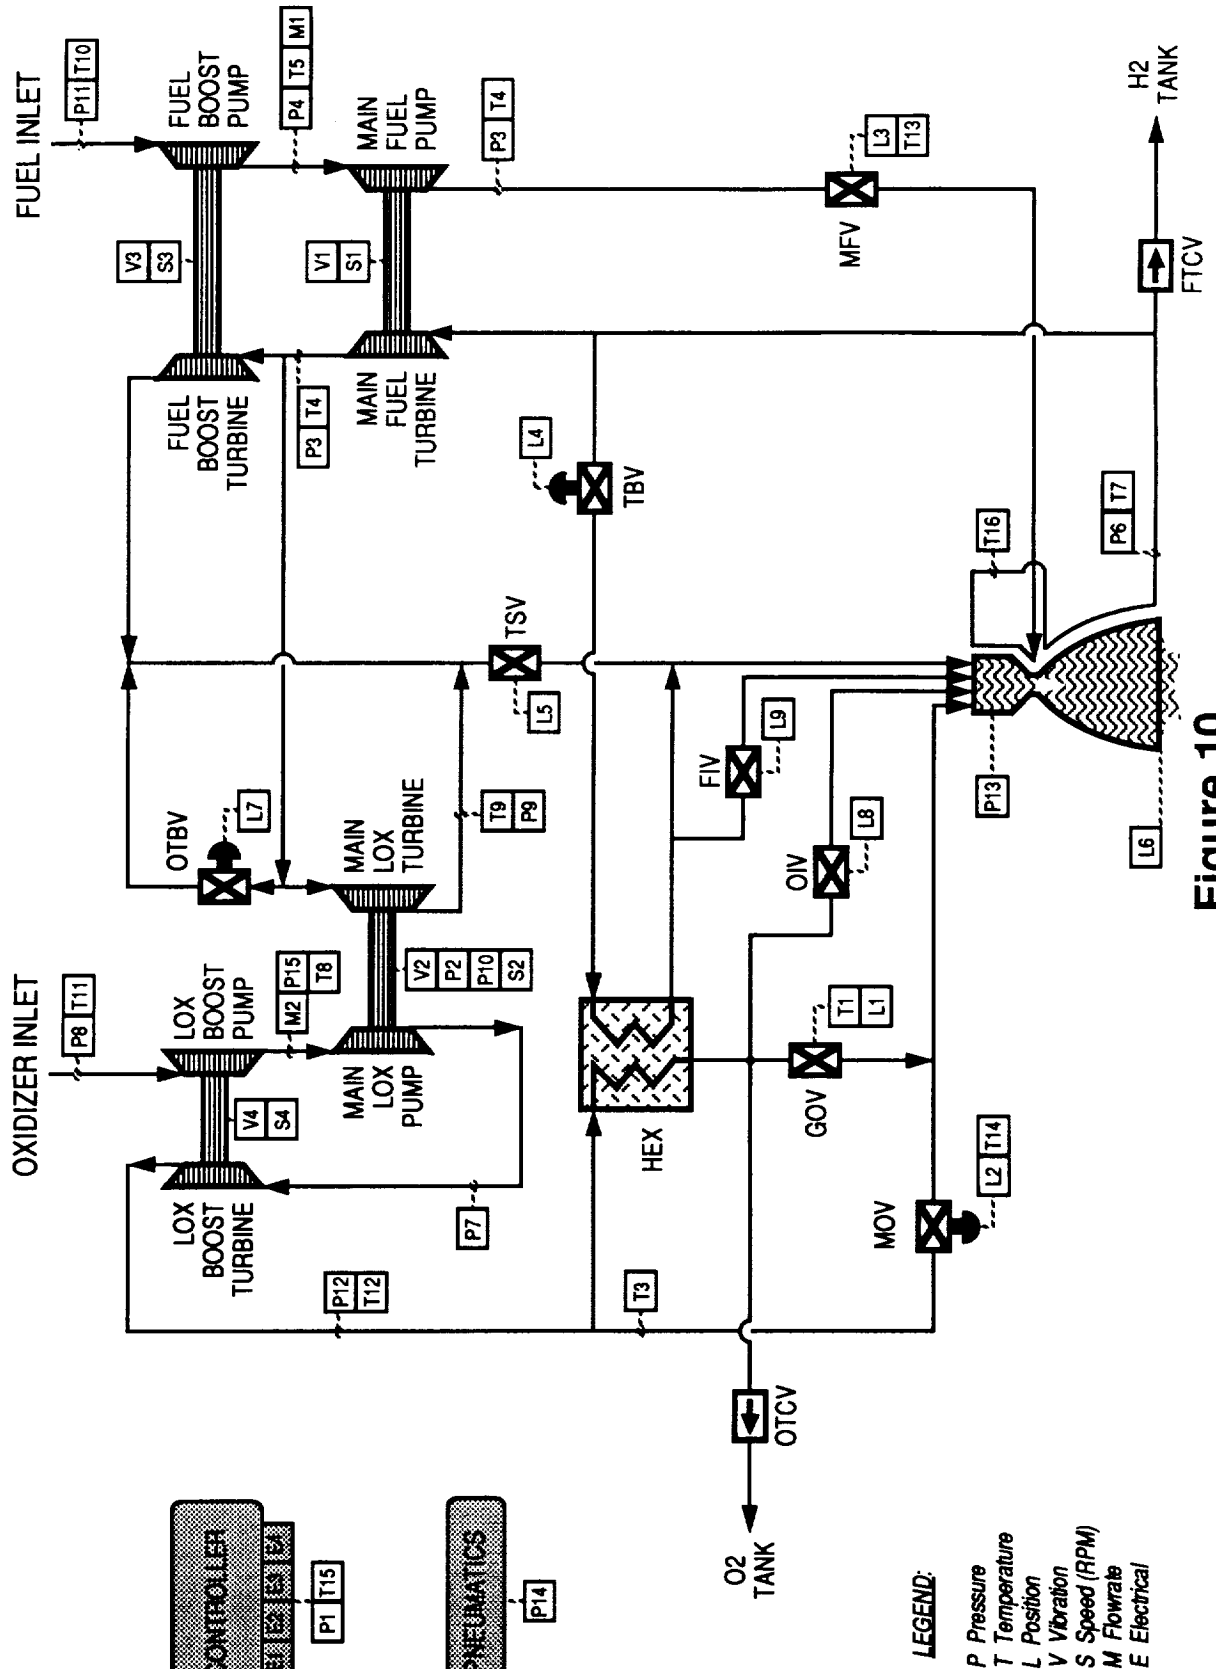 FUEL INLET
P11 T10
FUEL
BOOST
PUMP
P4 T5 M1
MAIN
FUEL
PUMP
P3 T4
V3
S3
V1
S1
FUEL
BOOST
TURBINE
P3 T4
MAIN
FUEL
TURBINE
MFV
L3
T13
H2
TANK
FTCV
L4
TBV
T16
P6 T7
TSV
L5
OTBV
L7
MAIN
LOX
TURBINE
T9
P9
FIV
L9
OIV
L8
P13
L6
Figure 10
OXIDIZER INLET
P8 T11
LOX
BOOST
PUMP
M2 P15
T8
V4
S4
MAIN
LOX
PUMP
V2
P2
P10
S2
LOX
BOOST
TURBINE
P7
HEX
GOV
T1
L1
MOV
L2 T14
P12
T12
T3
OTCV
O2
TANK
CONTROLLER
E1 E2 E3 E4
P1 T15
PNEUMATICS
P14
LEGEND:
P Pressure
T Temperature
L Position
V Vibration
S Speed (RPM)
M Flowrate
E Electrical